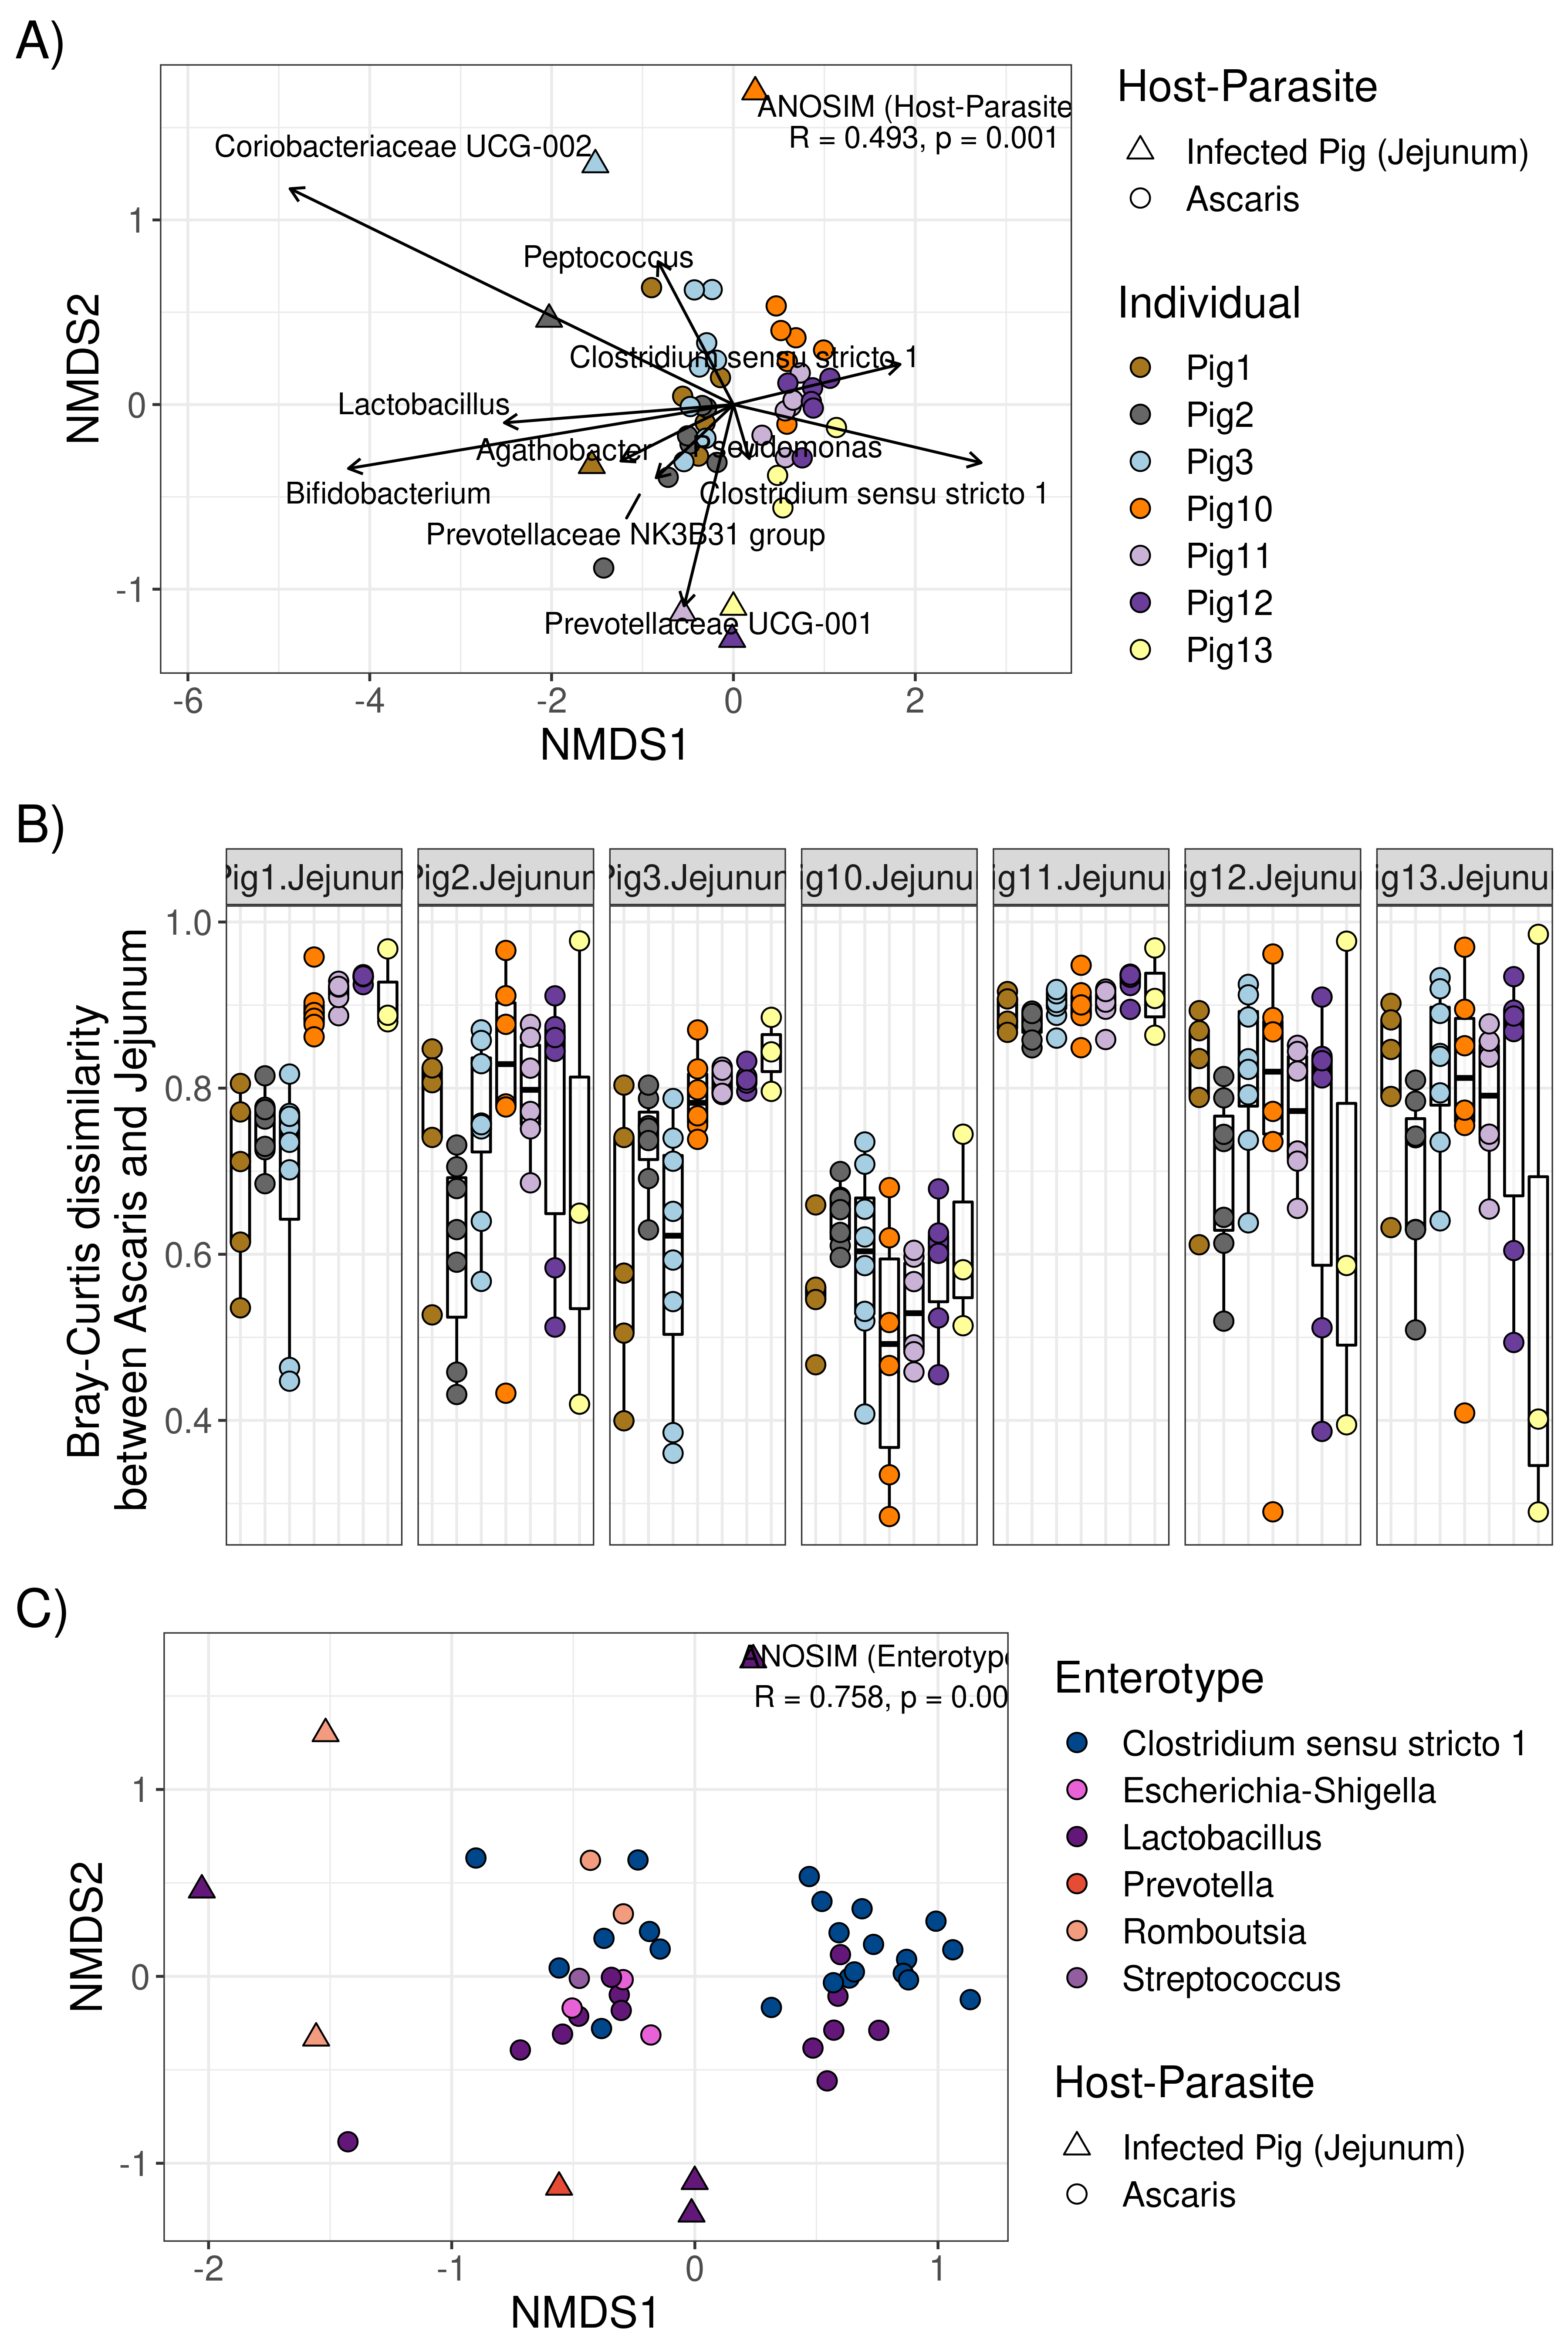 A)
ANOSIM (Host-Parasite
R = 0.493, p = 0.001
Coriobacteriaceae UCG-002
Peptococcus
Clostridium sensu stricto 1
Lactobacillus
Agathobacter
Pseudomonas
Bifidobacterium
Clostridium sensu stricto 1
Prevotellaceae NK3B31 group
Prevotellaceae UCG-001
NMDS2
1
0
-1
-6
-4
-2
0
2
NMDS1
Host-Parasite
Infected Pig (Jejunum)
Ascaris
Individual
Pig1
Pig2
Pig3
Pig10
Pig11
Pig12
Pig13
B)
Pig1.Jejunum
Pig2.Jejunum
Pig3.Jejunum
ig10.Jejunu
ig11.Jejunu
ig12.Jejunu
ig13.Jejunu
Bray-Curtis dissimilarity
between Ascaris and Jejunum
1.0
0.8
0.6
0.4
C)
ANOSIM (Enterotype
R = 0.758, p = 0.00
NMDS2
1
0
-1
-2
-1
0
1
NMDS1
Enterotype
Clostridium sensu stricto 1
Escherichia-Shigella
Lactobacillus
Prevotella
Romboutsia
Streptococcus
Host-Parasite
Infected Pig (Jejunum)
Ascaris